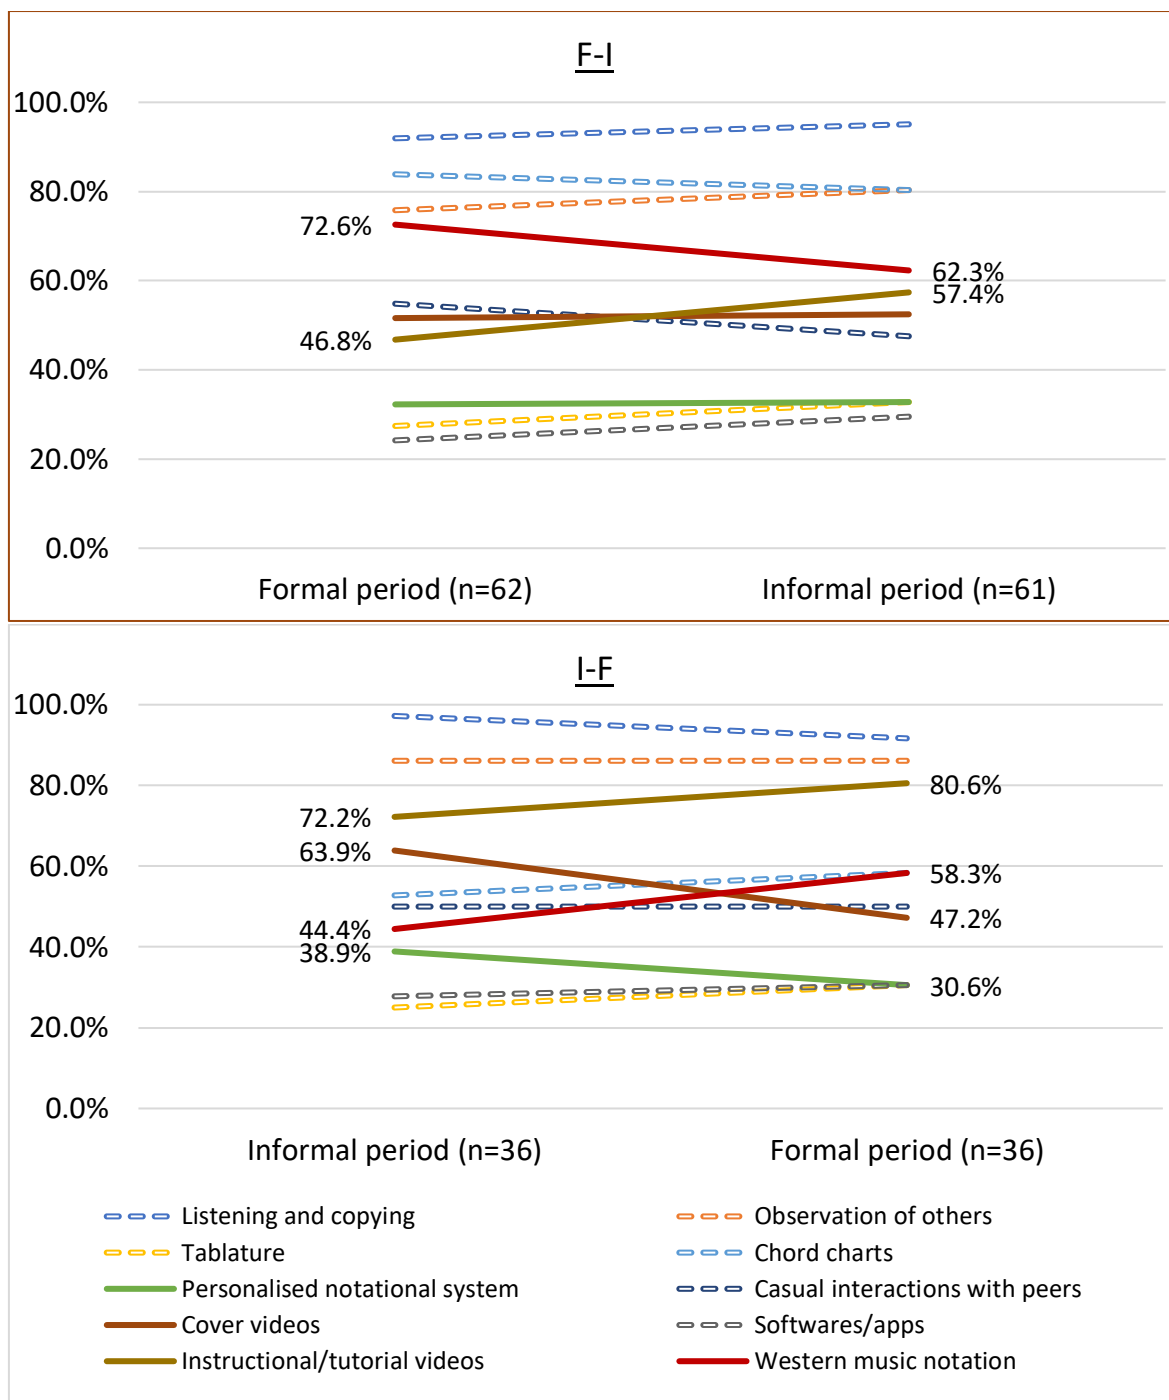 F-I
100.0%
80.0%
72.6%
62.3%
60.0%
57.4%
46.8%
40.0%
20.0%
0.0%
Formal period (n=62) Informal period (n=61)
I-F
100.0%
80.0%
80.6%
72.2%
63.9%
60.0%
58.3%
47.2%
44.4%
40.0%
38.9%
30.6%
20.0%
0.0%
Informal period (n=36) Formal period (n=36)
Listening and copying Observation of others
Tablature Chord charts
Personalised notational system Casual interactions with peers
Cover videos Softwares/apps
Instructional/tutorial videos Western music notation